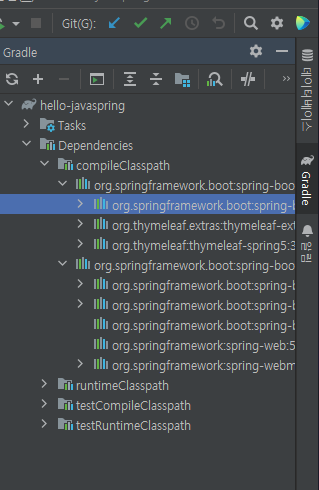 Git(G):
Gradle
hello-javaspring
Tasks
Dependencies
compileClasspath
org.springframework.boot:spring-boo
org.springframework.boot:spring-b
org.thymeleaf.extras:thymeleaf-ext
org.thymeleaf:thymeleaf-spring5:3
org.springframework.boot:spring-boo
org.springframework.boot:spring-b
org.springframework.boot:spring-b
org.springframework.boot:spring-b
org.springframework:spring-web:5
org.springframework:spring-webm
runtimeClasspath
testCompileClasspath
testRuntimeClasspath
데이터베이스
Gradle
알림